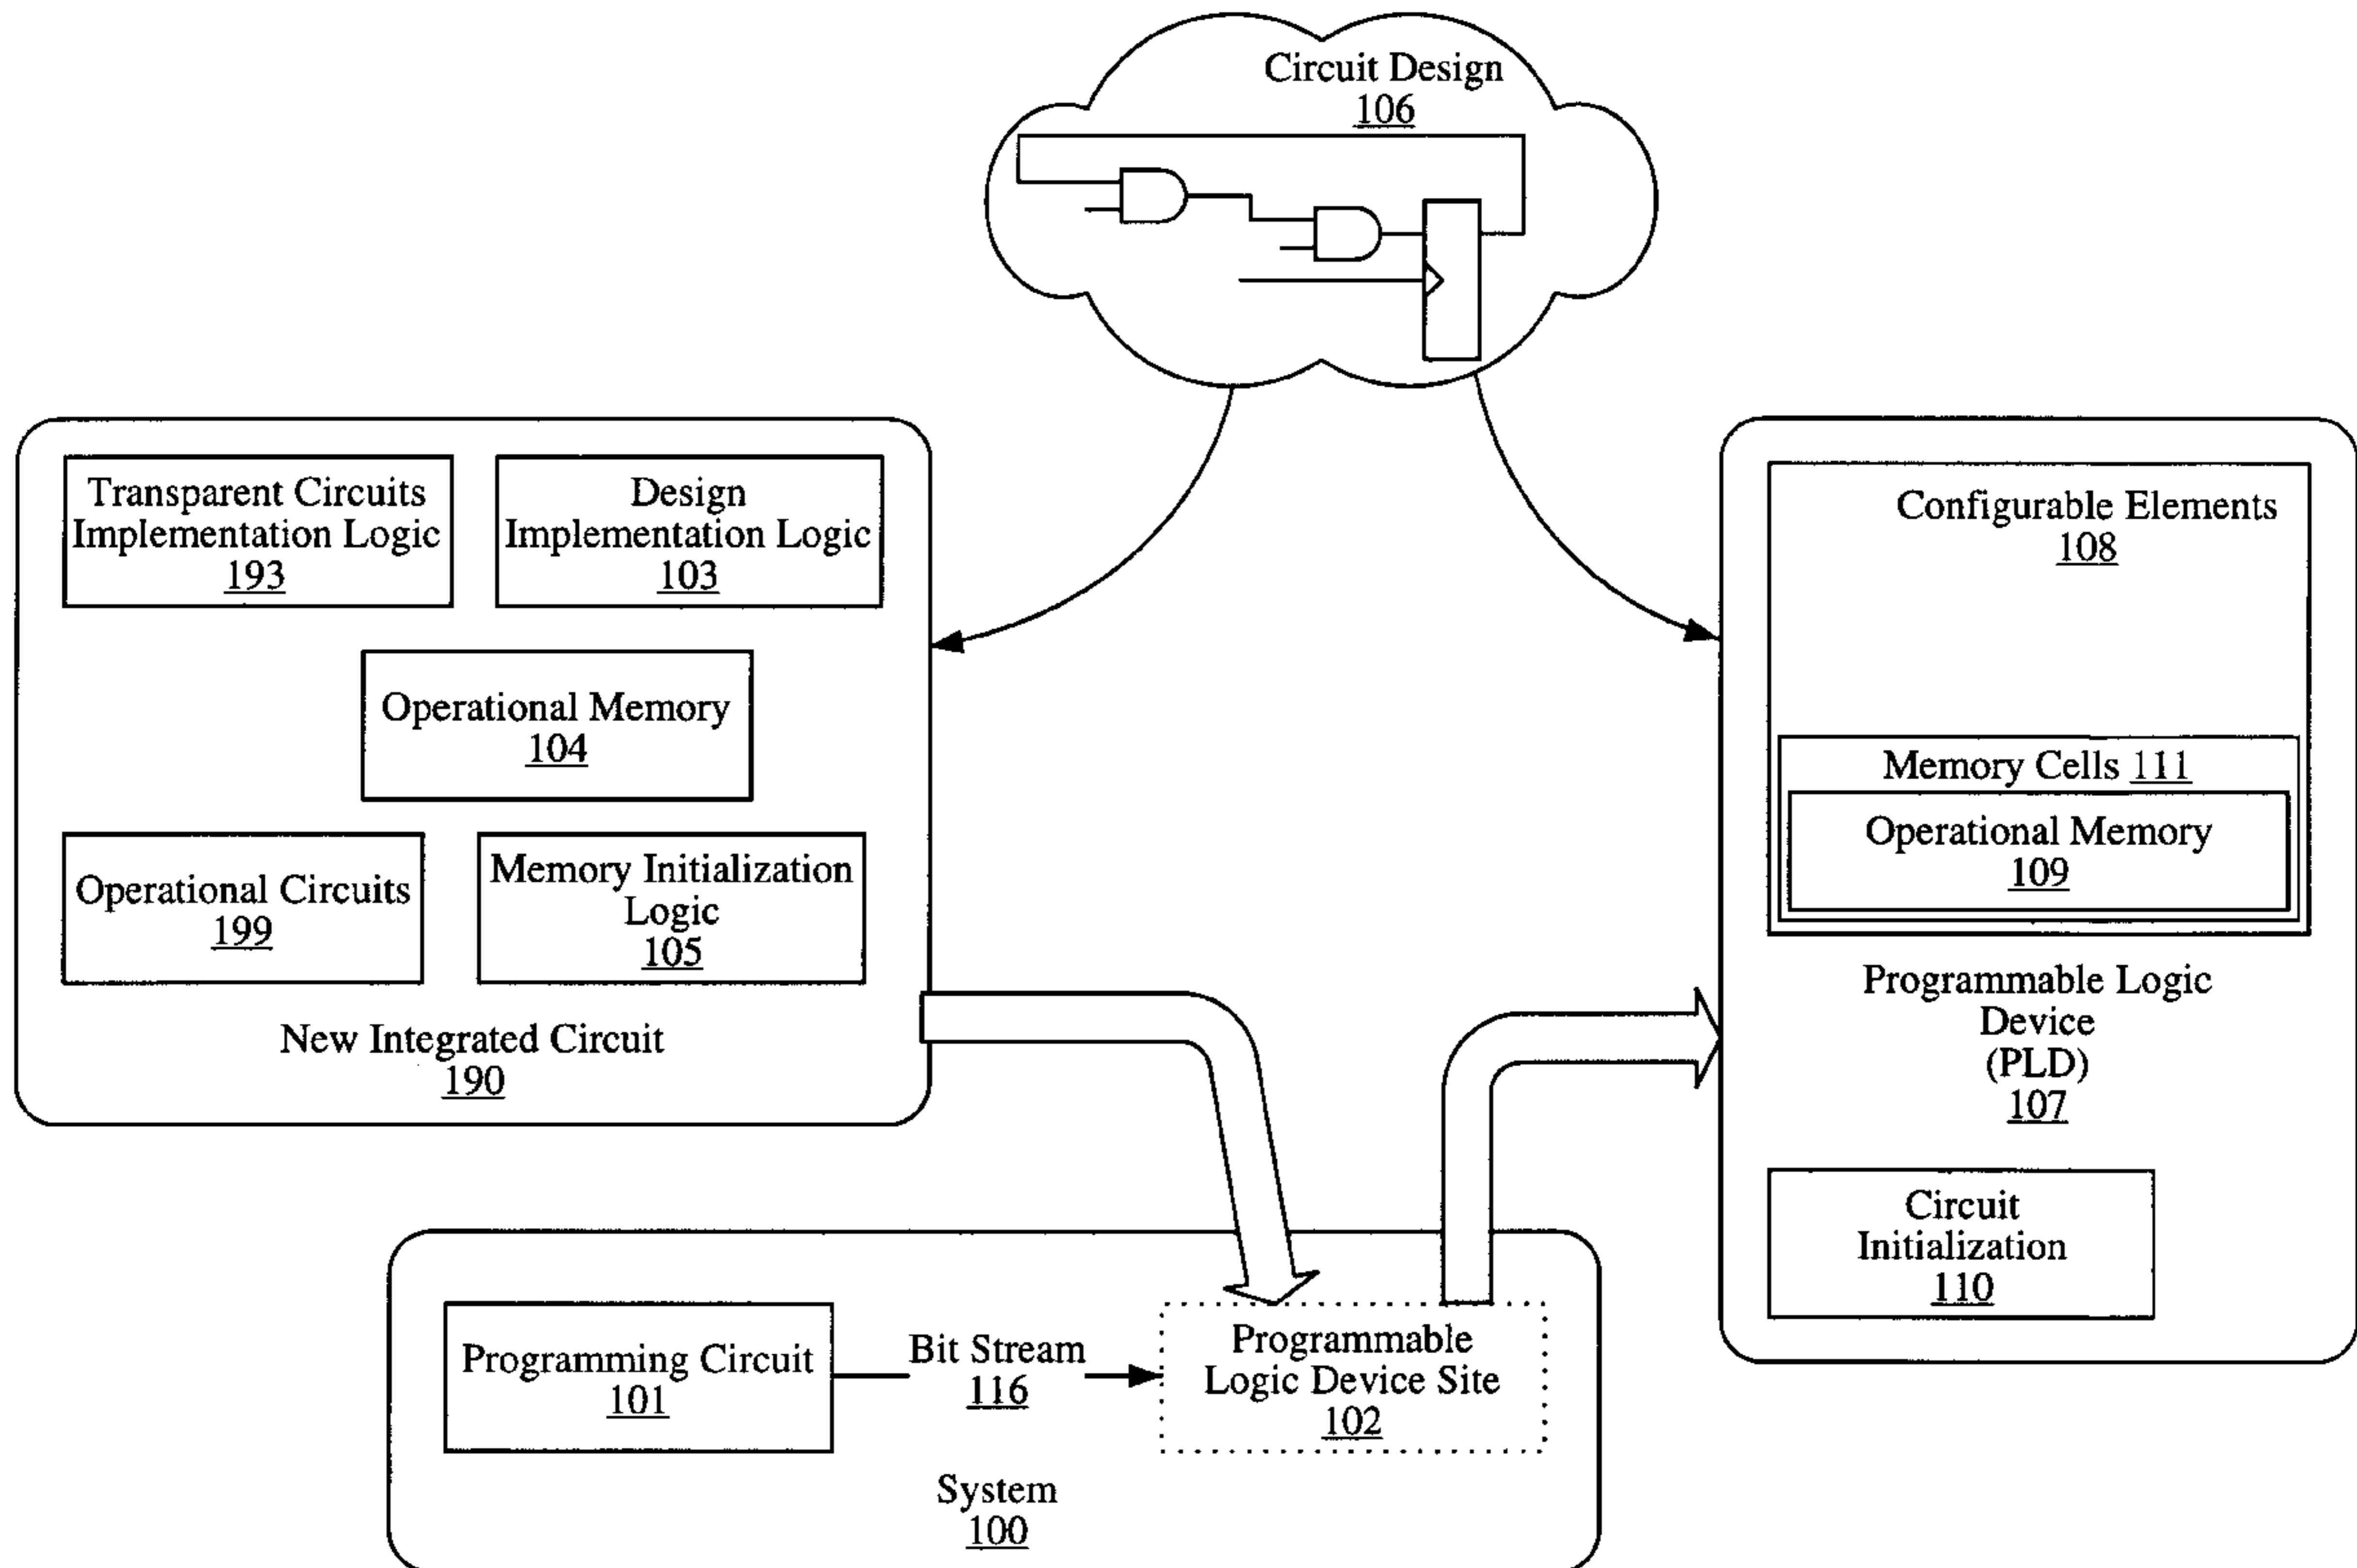 Circuit Design
106
Transparent Circuits
Implementation Logic
193
Design
Implementation Logic
103
Operational Memory
104
Operational Circuits
199
Memory Initialization
Logic
105
New Integrated Circuit
190
Configurable Elements
108
Memory Cells 111
Operational Memory
109
Programmable Logic
Device
(PLD)
107
Circuit
Initialization
110
Programming Circuit
101
Bit Stream
116
Programmable
Logic Device Site
102
System
100